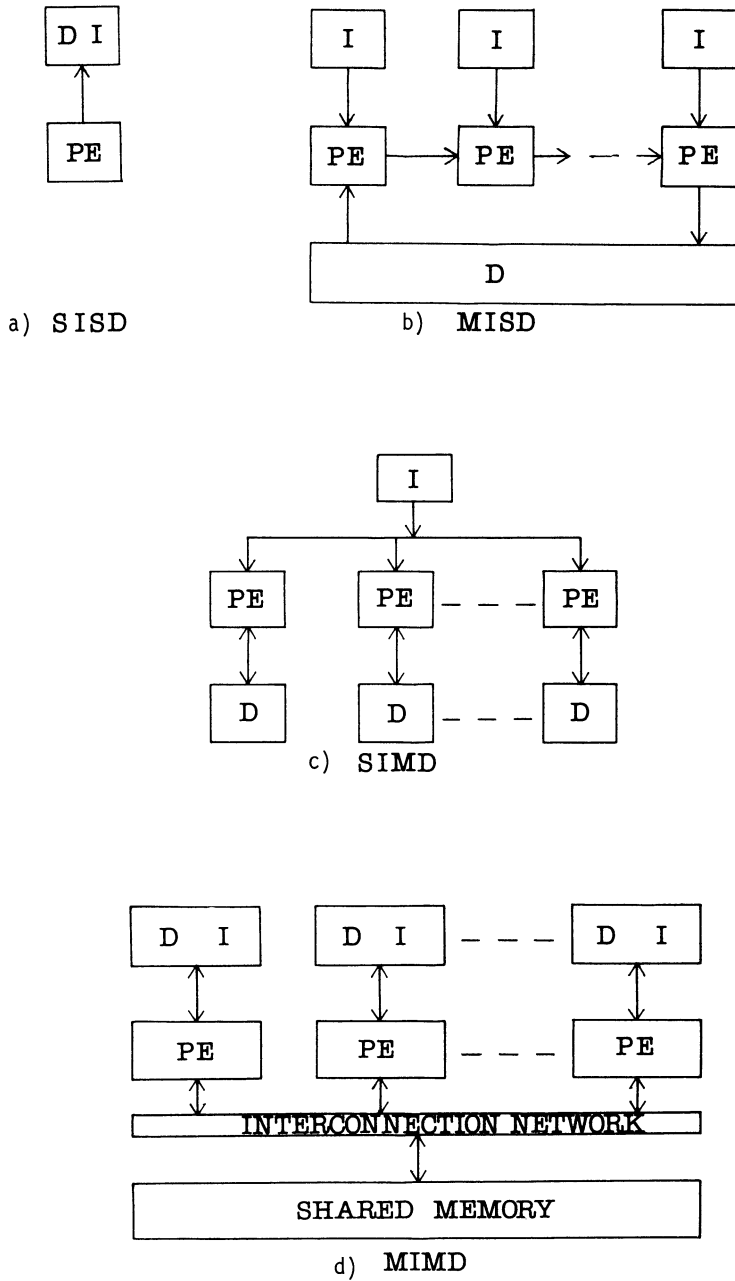 D I
PE
a) SISD
I I I
PE PE PE
D
b) MISD
I
PE PE PE
D D D
c) SIMD
D I D I D I
PE PE PE
INTERCONNECTION NETWORK
SHARED MEMORY
d) MIMD